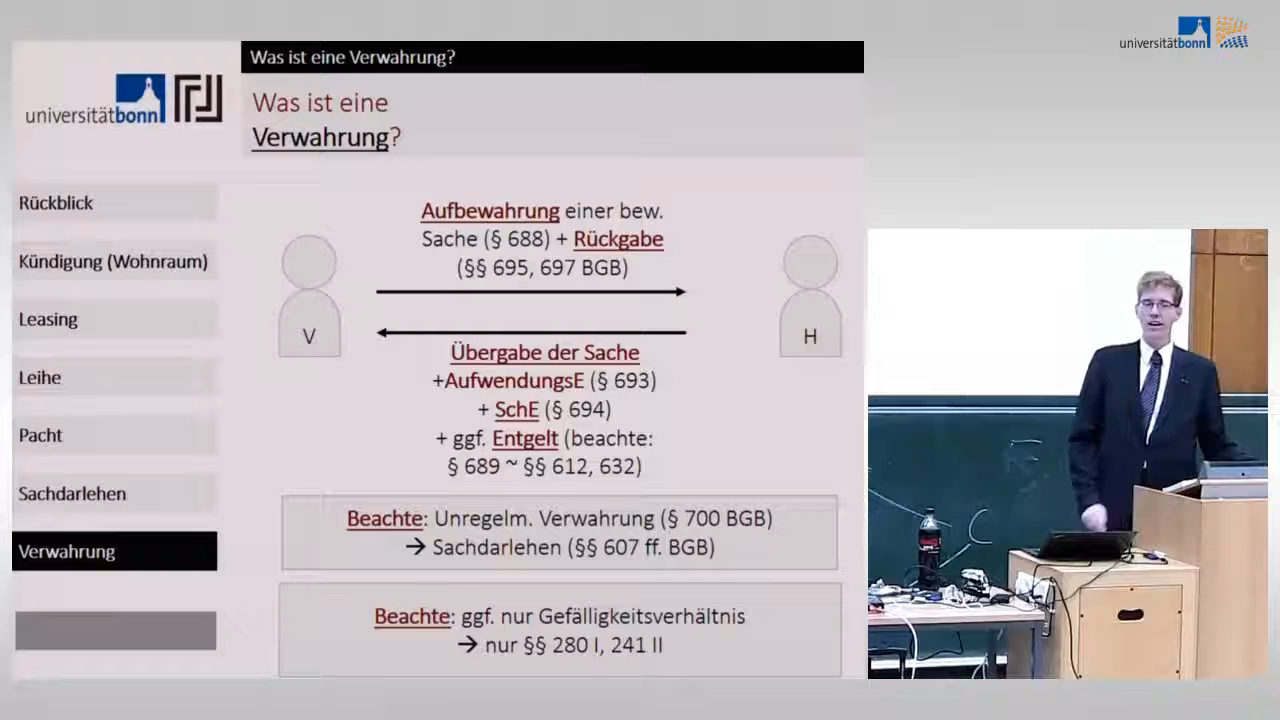 universitätbonn
Was ist eine Verwahrung?
universitätbonn
Was ist eine
Verwahrung?
Rückblick
Kündigung (Wohnraum)
Leasing
Leihe
Pacht
Sachdarlehen
Verwahrung
Aufbewahrung einer bew.
Sache (§ 688) + Rückgabe
(§§ 695, 697 BGB)
V
H
Übergabe der Sache
+AufwendungsE (§ 693)
+ SchE (§ 694)
+ ggf. Entgelt (beachte:
§ 689 ~ §§ 612, 632)
Beachte: Unregelm. Verwahrung (§ 700 BGB)
→ Sachdarlehen (§§ 607 ff. BGB)
Beachte: ggf. nur Gefälligkeitsverhältnis
→ nur §§ 280 I, 241 II